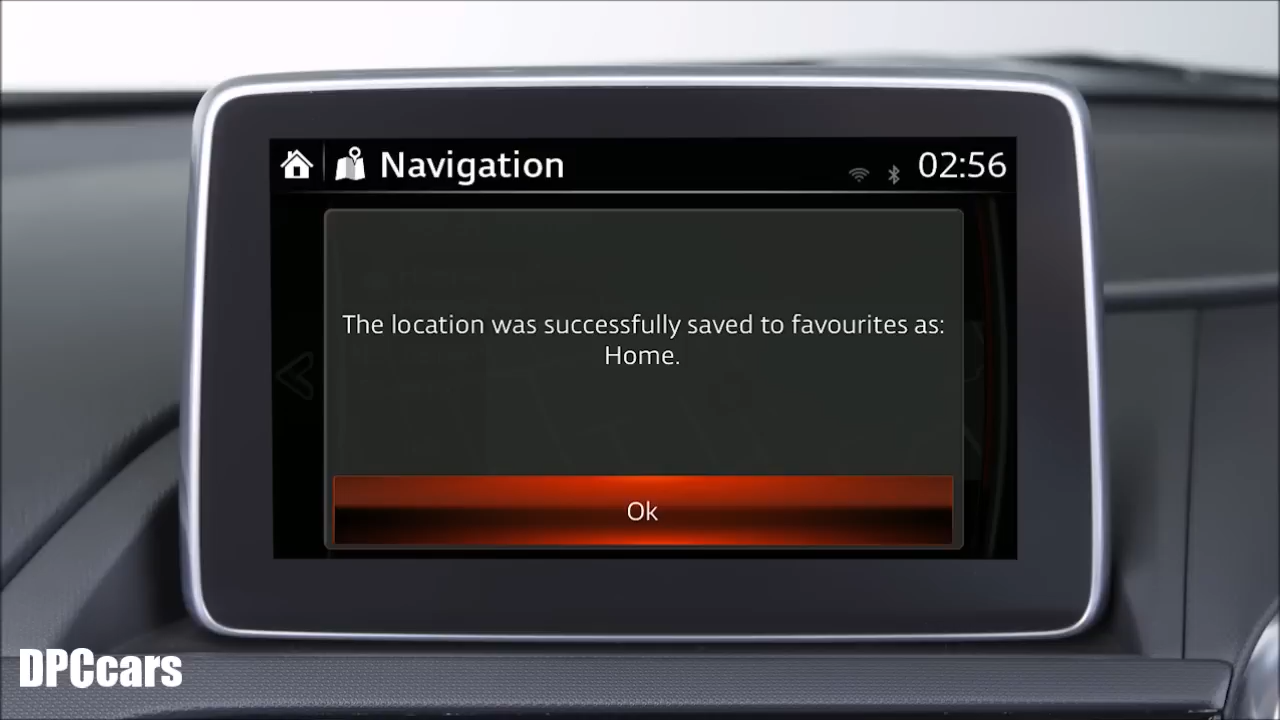 Navigation
02:56
The location was successfully saved to favourites as:
Home.
Ok
DPCcars